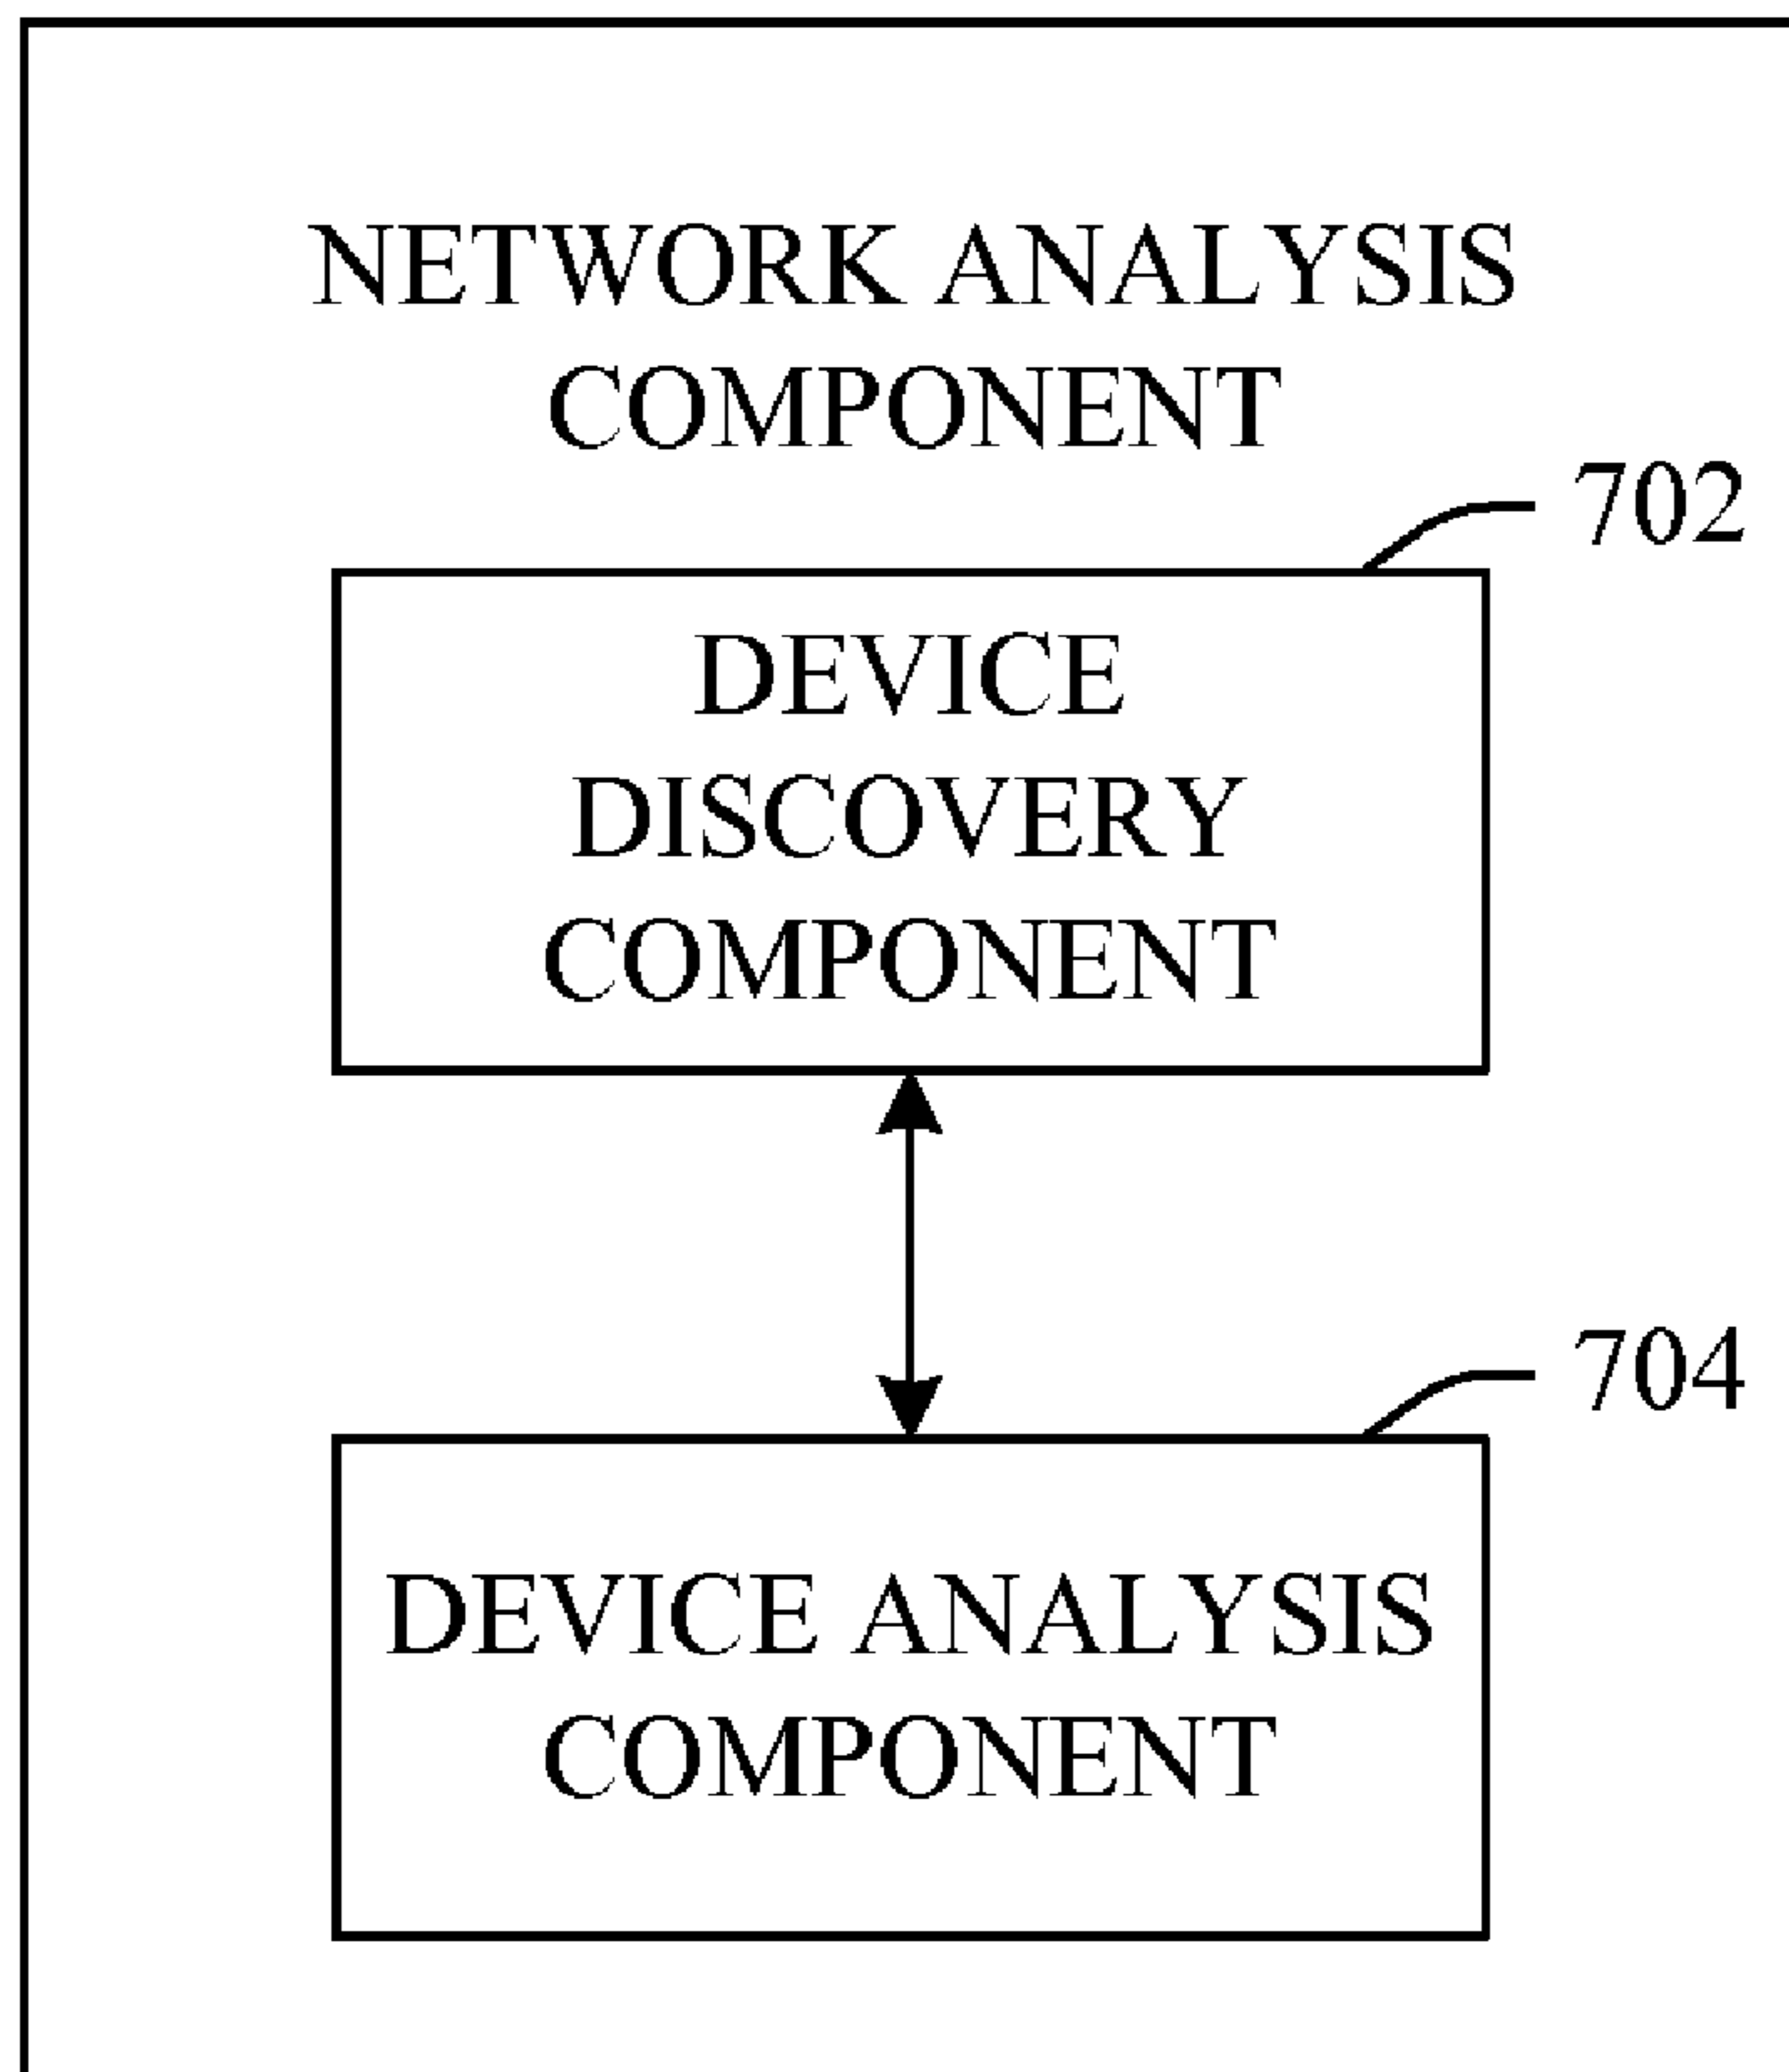 NETWORK ANALYSIS
COMPONENT
702
DEVICE
DISCOVERY
COMPONENT
704
DEVICE ANALYSIS
COMPONENT